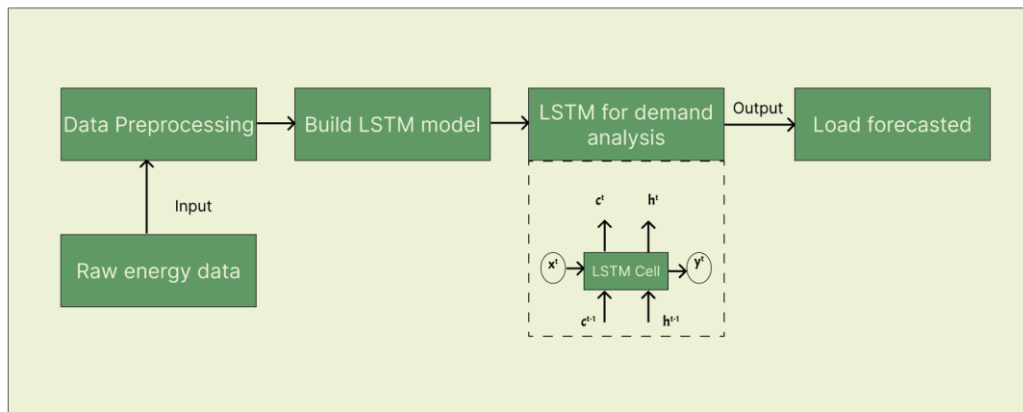 Data Preprocessing
Build LSTM model
LSTM for demand
analysis
Output
Load forecasted
Input
Raw energy data
cᵗ
hᵗ
xᵗ
LSTM Cell
yᵗ
cᵗ⁻¹
hᵗ⁻¹